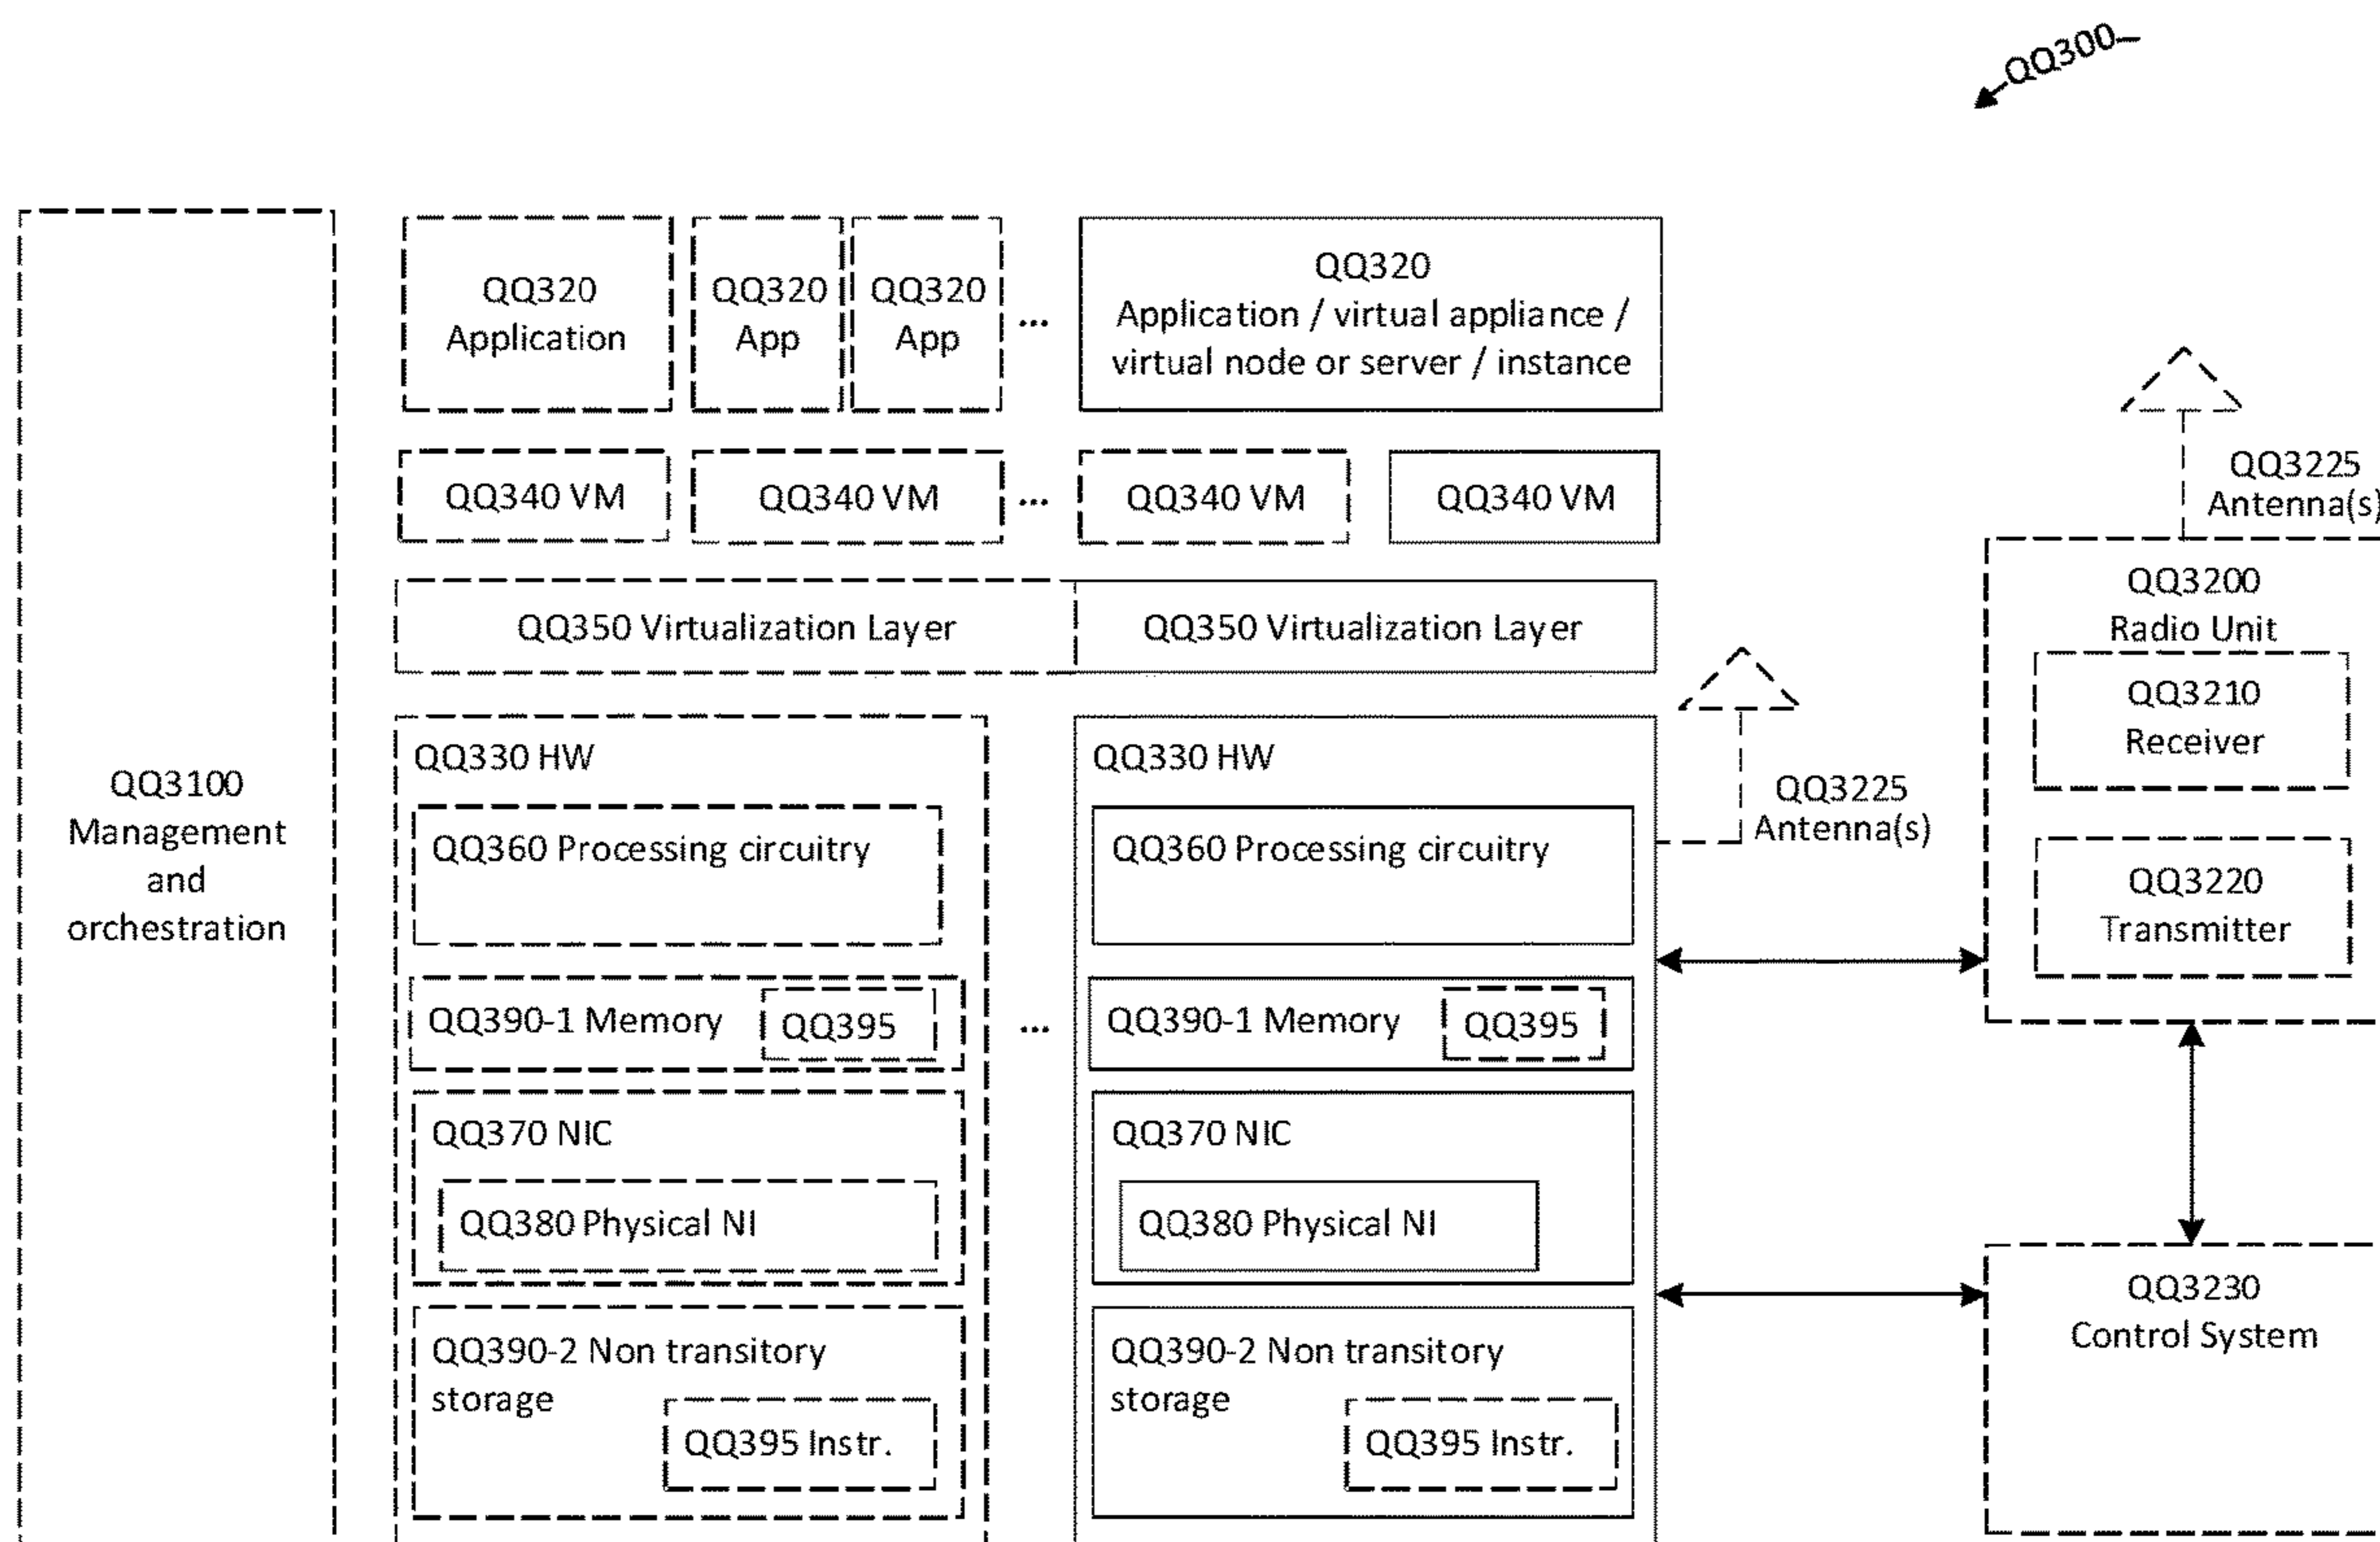 QQ300
QQ3100
Management
and
orchestration
QQ320
Application
QQ320
App
QQ320
App
...
QQ320
Application / virtual appliance /
virtual node or server / instance
QQ340 VM
QQ340 VM
...
QQ340 VM
QQ340 VM
QQ350 Virtualization Layer
QQ350 Virtualization Layer
QQ330 HW
QQ360 Processing circuitry
QQ390-1 Memory
QQ395
QQ370 NIC
QQ380 Physical NI
QQ390-2 Non transitory
storage
QQ395 Instr.
...
QQ330 HW
QQ360 Processing circuitry
QQ390-1 Memory
QQ395
QQ370 NIC
QQ380 Physical NI
QQ390-2 Non transitory
storage
QQ395 Instr.
QQ3225
Antenna(s)
QQ3225
Antenna(s)
QQ3200
Radio Unit
QQ3210
Receiver
QQ3220
Transmitter
QQ3230
Control System